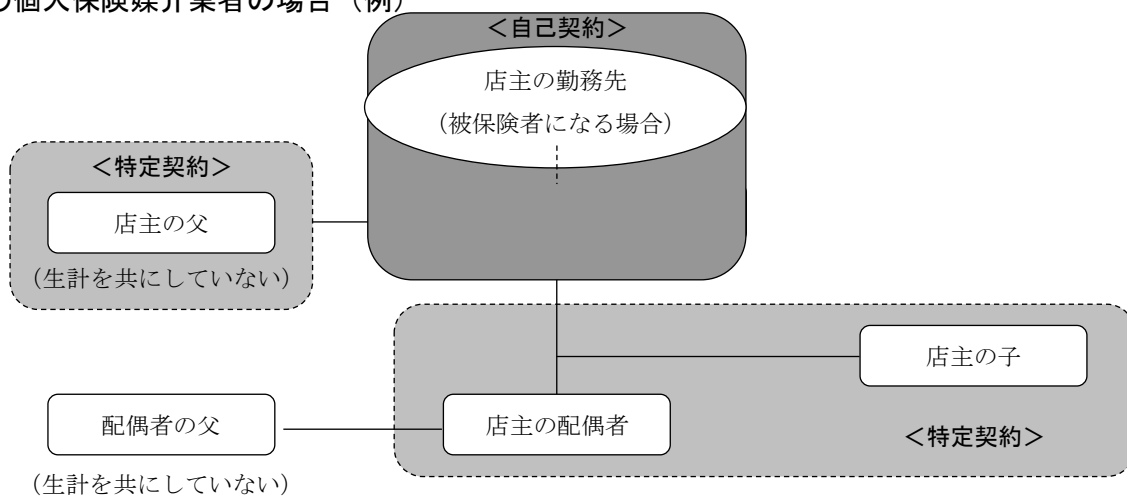 の個人保険媒介業者の場合（例）
＜自己契約＞
店主の勤務先
（被保険者になる場合）
＜特定契約＞
店主の父
（生計を共にしていない）
店主の子
配偶者の父
店主の配偶者
＜特定契約＞
（生計を共にしていない）